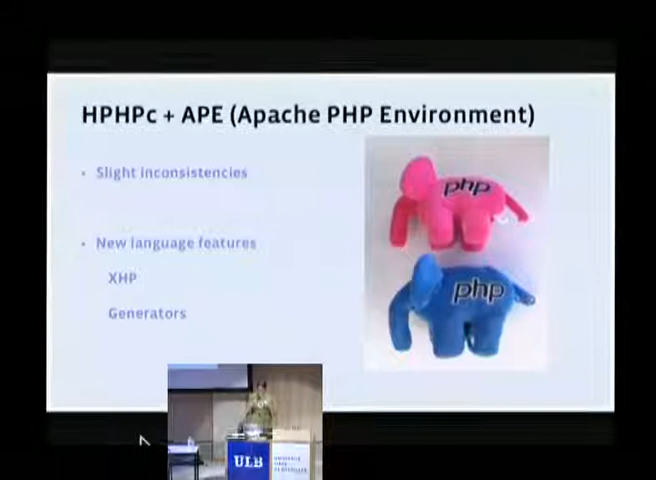 HPHPc + APE (Apache PHP Environment)
• Slight inconsistencies
• New language features
XHP
Generators
php
php
ULB